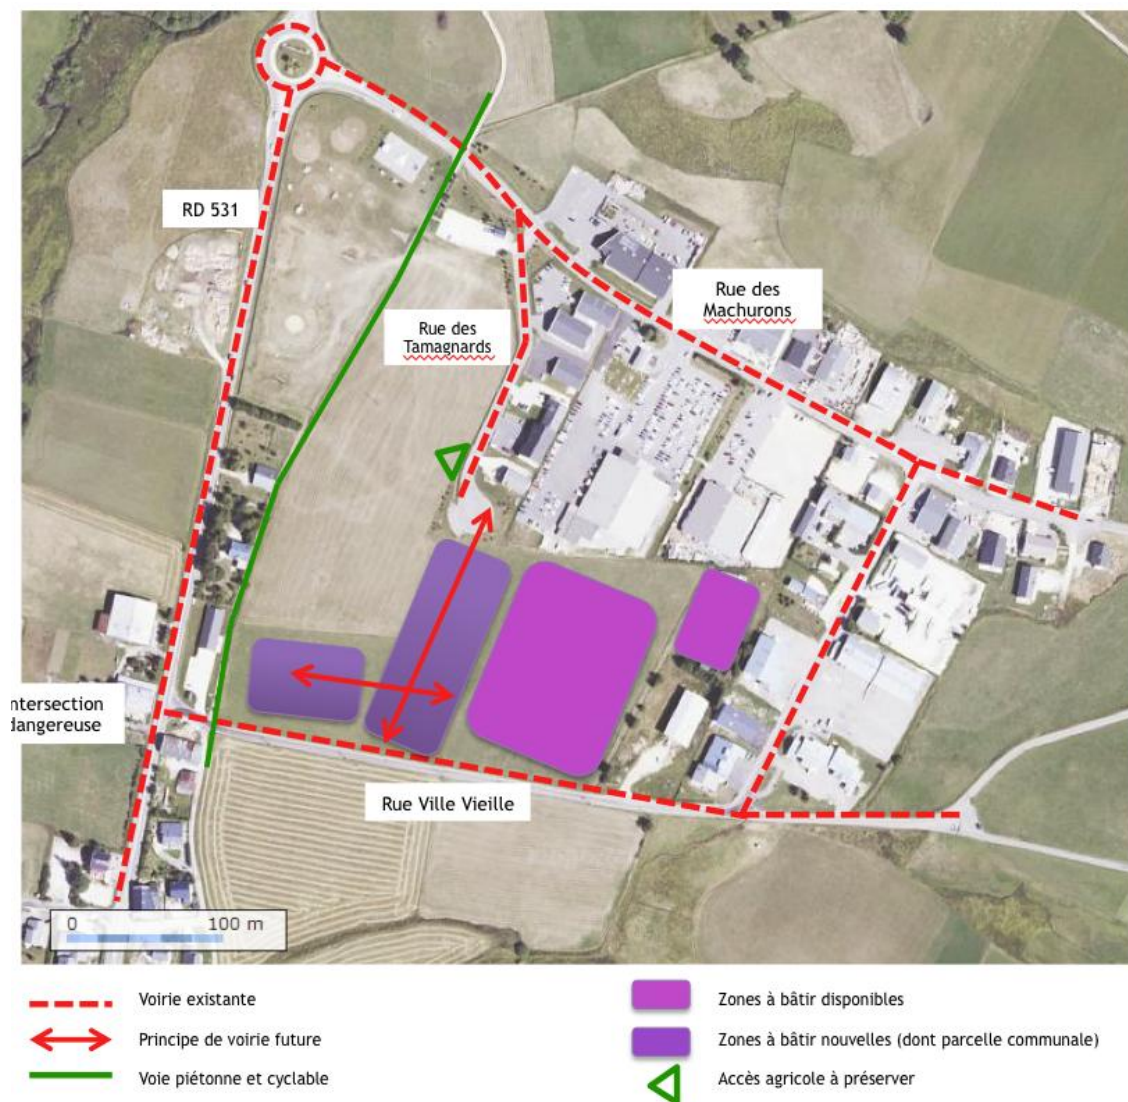 RD 531
Rue des
Machurons
Rue des
Tamagnards
ntersection
dangereuse
Rue Ville Vieille
0 100 m
Voirie existante
Zones à bâtir disponibles
Principe de voirie future
Zones à bâtir nouvelles (dont parcelle communale)
Voie piétonne et cyclable
Accès agricole à préserver